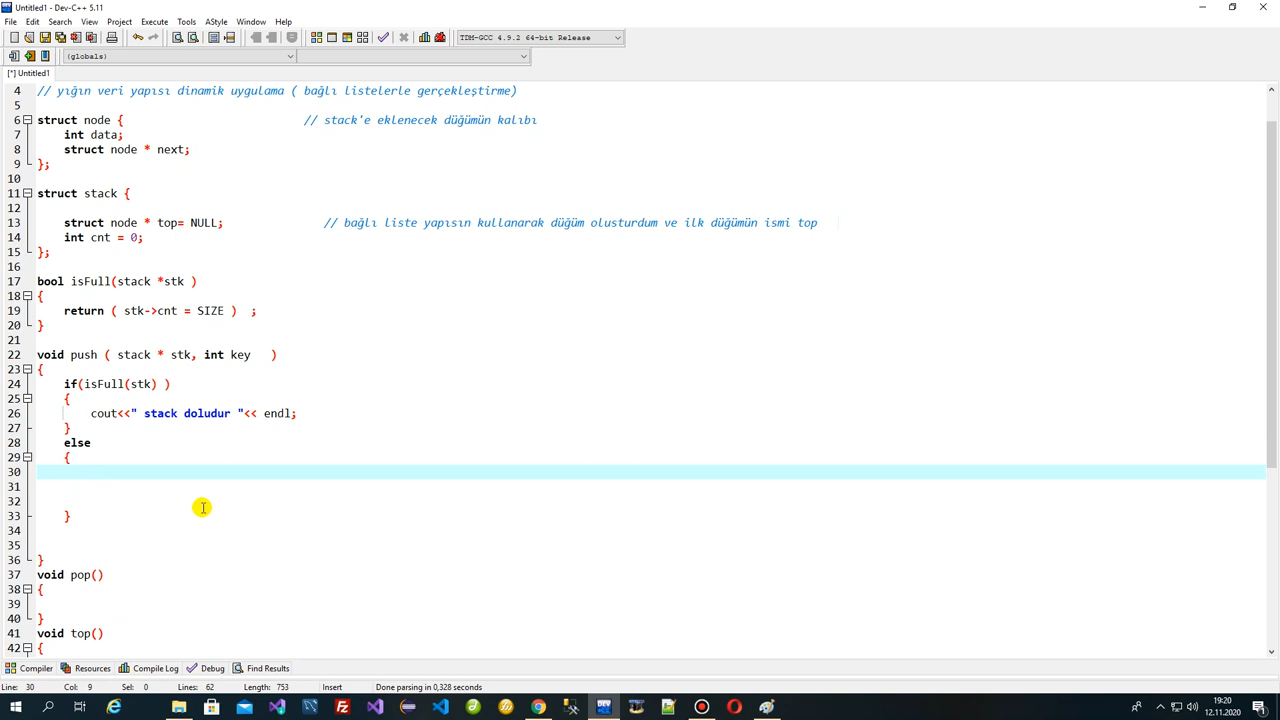 Untitled1 - Dev-C++ 5.11
File Edit Search View Project Execute Tools AStyle Window Help
TDM-GCC 4.9.2 64-bit Release
(globals)
[*] Untitled1
4 // yığın veri yapısı dinamik uygulama ( bağlı listelerle gerçekleştirme)
5
6 struct node { // stack'e eklenecek düğümün kalıbı
7 int data;
8 struct node * next;
9 };
10
11 struct stack {
12
13 struct node * top= NULL; // bağlı liste yapısın kullanarak düğüm olusturdum ve ilk düğümün ismi top
14 int cnt = 0;
15 };
16
17 bool isFull(stack *stk )
18 {
19 return ( stk->cnt = SIZE ) ;
20 }
21
22 void push ( stack * stk, int key )
23 {
24 if(isFull(stk) )
25 {
26 cout<<" stack doludur "<< endl;
27 }
28 else
29 {
30
31
32
33 }
34
35
36 }
37 void pop()
38 {
39
40 }
41 void top()
42 {
Compiler Resources Compile Log Debug Find Results
Line: 30 Col: 9 Sel: 0 Lines: 62 Length: 753 Insert Done parsing in 0,328 seconds
19:20
12.11.2020